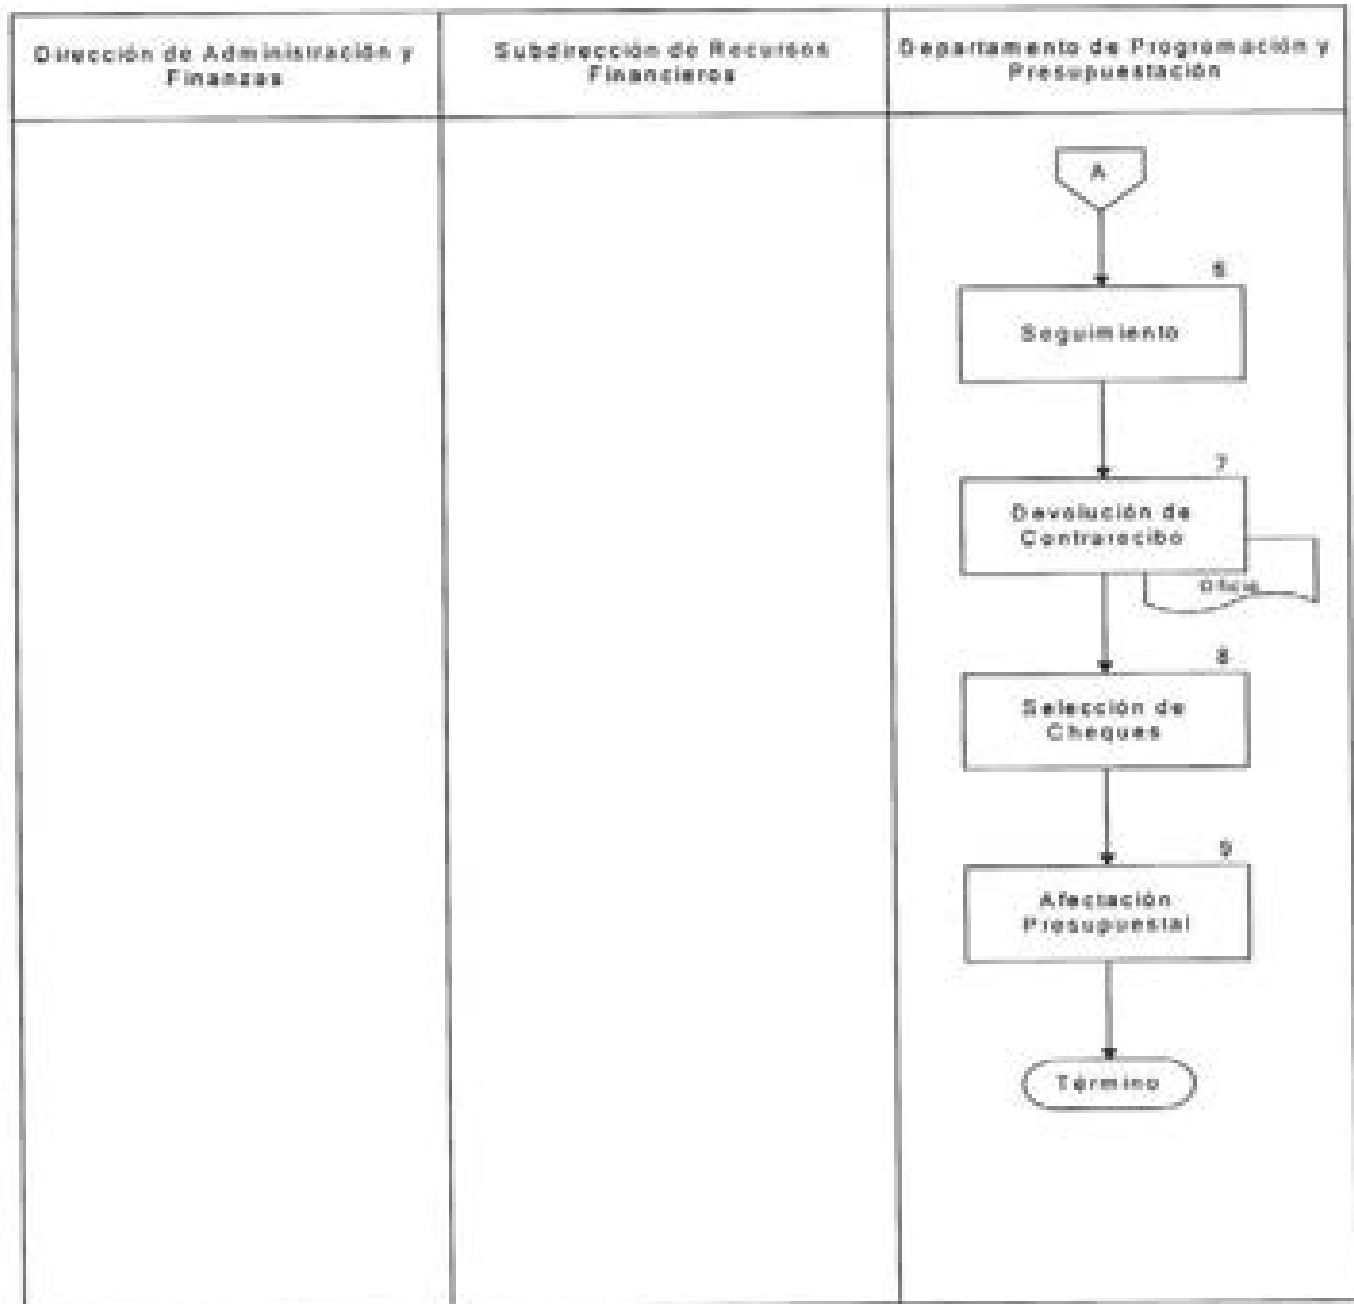 Dirección de Administración y
Finanzas
Subdirección de Recursos
Financieros
Departamento de Programación y
Presupuestación
A
6
Seguimiento
7
Devolución de
Contrarecibo
Oficio
8
Selección de
Cheques
9
Afectación
Presupuestal
Término